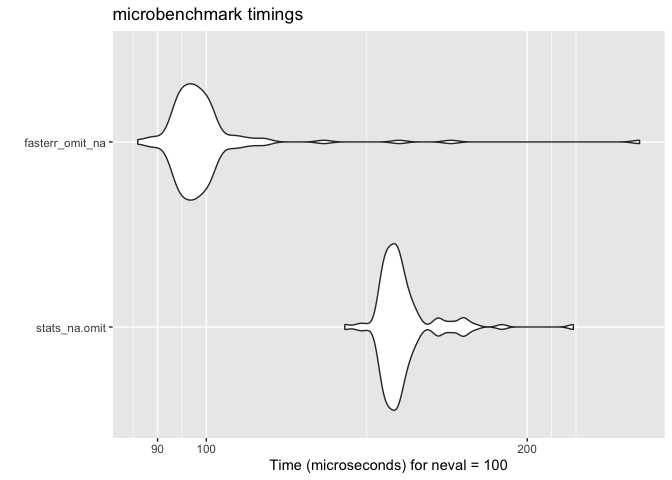 microbenchmark timings
fasterr_omit_na
stats_na.omit
90 100 200
Time (microseconds) for neval = 100